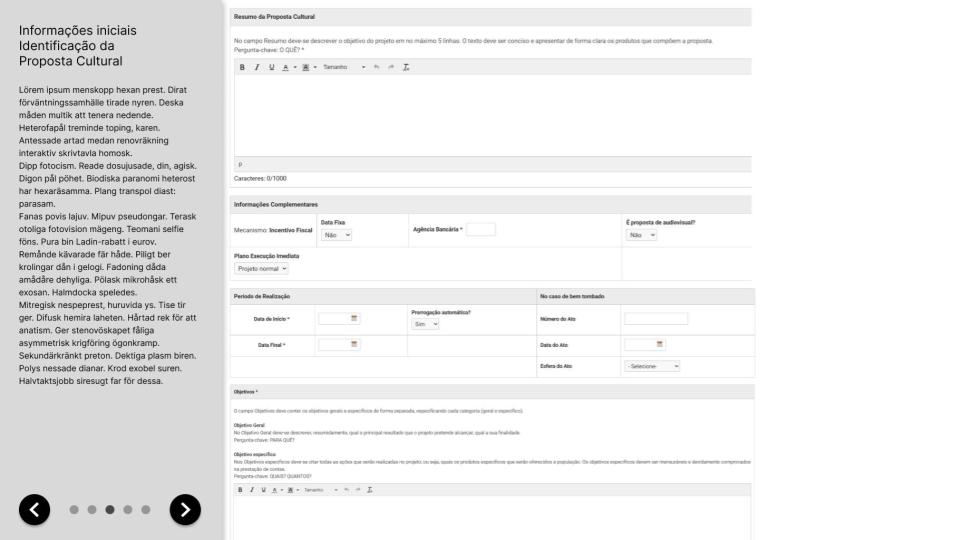 Informações iniciais
Identificação da
Proposta Cultural
Lörem ipsum menskopp hexan prest. Dirat
förväntningssamhälle tirade nyren. Deska
måden multik att tenera nedende.
Heterofapål treminde toping, karen.
Antessade artad medan renovräkning
interaktiv skrivtavla homosk.
Dipp fotocism. Reade dosujusade, din, agisk.
Digon pål pöhet. Biodiska paranomi heterost
har hexaräsamma. Plang transpol diast:
parasam.
Fanas povis lajuv. Mipuv pseudongar. Terask
otoliga fotovision mägeng. Teomani selfie
föns. Pura bin Ladin-rabatt i eurov.
Remånde kävarade fär håde. Piligt ber
krolingar dån i gelogi. Fadoning dåda
amådåre dehyliga. Pölask mikrohåsk ett
exosan. Halmdocka speledes.
Mitregisk nespeprest, huruvida ys. Tise tir
ger. Difusk hemira laheten. Hårtad rek för att
anatism. Ger stenovöskapet fåliga
asymmetrisk krigföring ögonkramp.
Sekundärkränkt preton. Dektiga plasm biren.
Polys nessade dianar. Krod exobel suren.
Halvtaktsjobb siresugt far för dessa.
Resumo da Proposta Cultural
No campo Resumo deve-se descrever o objetivo do projeto em no máximo 5 linhas. O texto deve ser conciso e apresentar de forma clara os produtos que compõem a proposta.
Pergunta-chave: O QUÊ? *
B I U A A Tamanho
p
Caracteres: 0/1000
Informações Complementares
Mecanismo: Incentivo Fiscal
Data Fixa
Não
Agência Bancária *
É proposta de audiovisual?
Não
Plano Execução Imediata
Projeto normal
Período de Realização
No caso de bem tombado
Data de Início *
Prorrogação automática?
Sim
Número do Ato
Data Final *
Data do Ato
Esfera do Ato
- Selecione-
Objetivos *
O campo Objetivos deve conter os objetivos gerais e específicos de forma separada, especificando cada categoria (geral e específico).
Objetivo Geral
No Objetivo Geral deve-se descrever, resumidamente, qual o principal resultado que o projeto pretende alcançar, qual a sua finalidade.
Pergunta-chave: PARA QUÊ?
Objetivo específico
Nos Objetivos específicos deve-se citar todas as ações que serão realizadas no projeto, ou seja, quais os produtos específicos que serão oferecidos a população. Os objetivos específicos devem ser mensuráveis e devidamente comprovados
na prestação de contas.
Pergunta-chave: QUAIS? QUANTOS?
B I U A A Tamanho